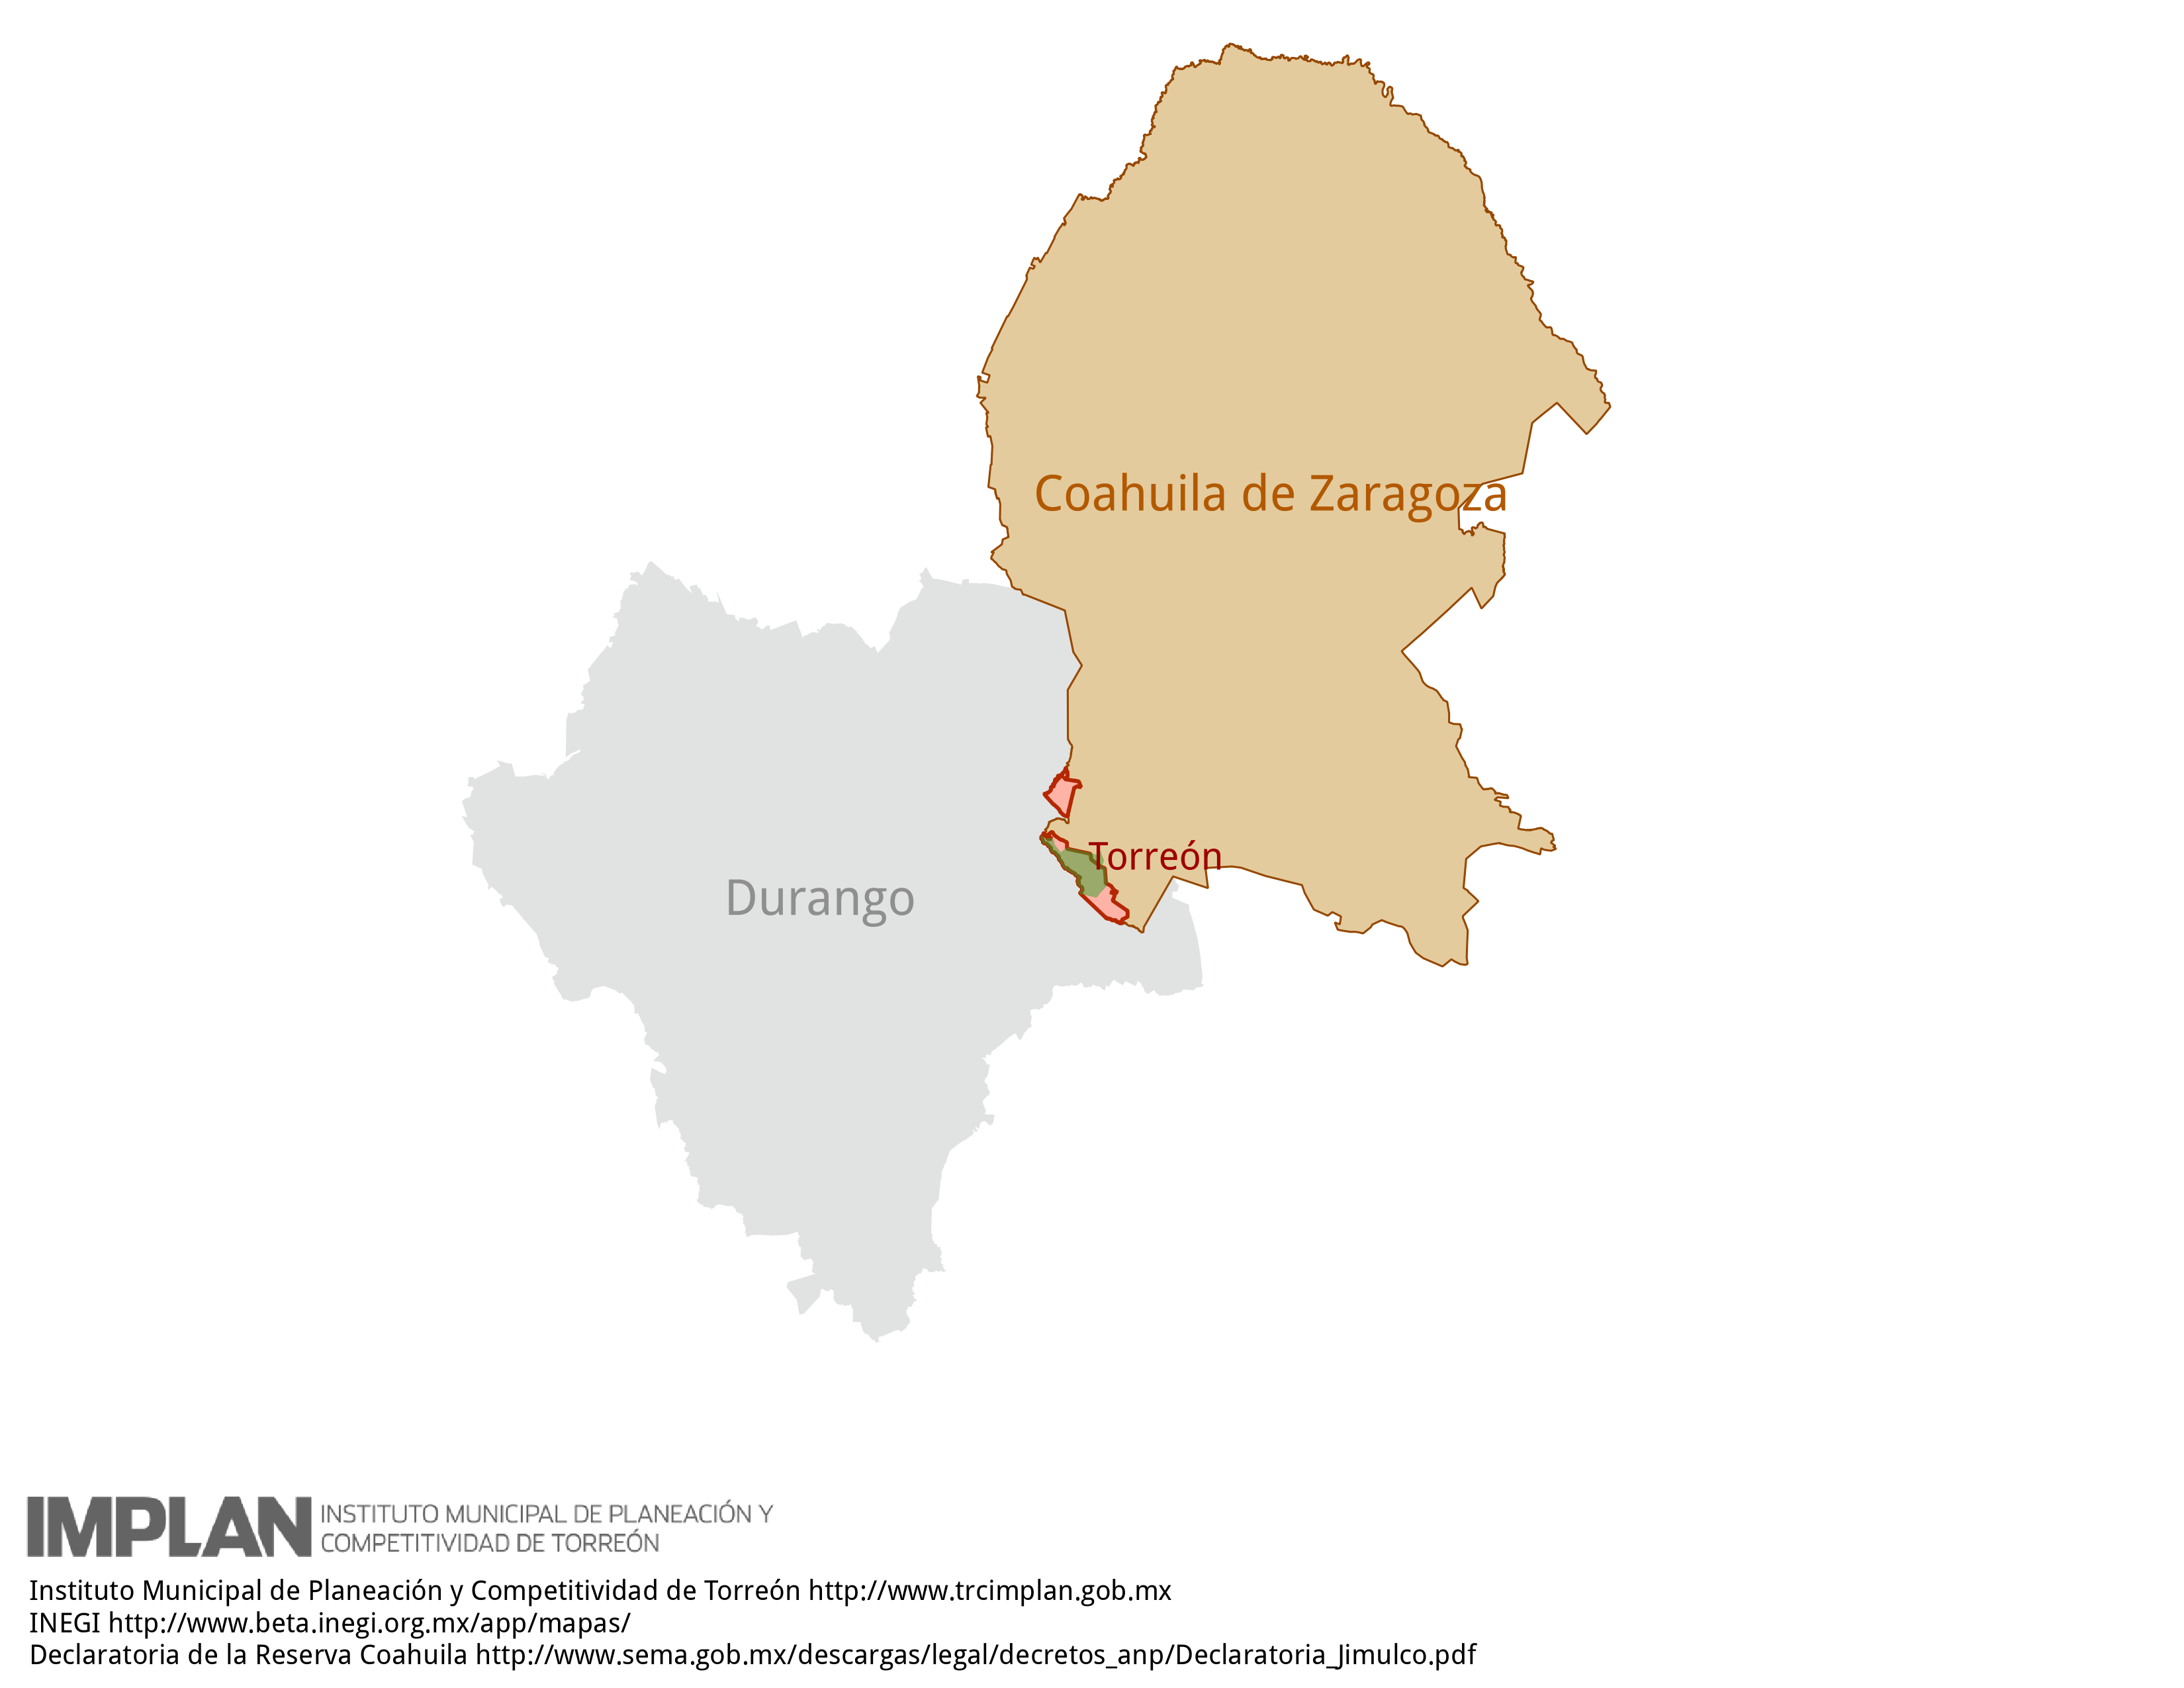 Coahuila de Zaragoza
Torreón
Durango
IMPLAN
INSTITUTO MUNICIPAL DE PLANEACIÓN Y
COMPETITIVIDAD DE TORREÓN
Instituto Municipal de Planeación y Competitividad de Torreón http://www.trcimplan.gob.mx
INEGI http://www.beta.inegi.org.mx/app/mapas/
Declaratoria de la Reserva Coahuila http://www.sema.gob.mx/descargas/legal/decretos_anp/Declaratoria_Jimulco.pdf